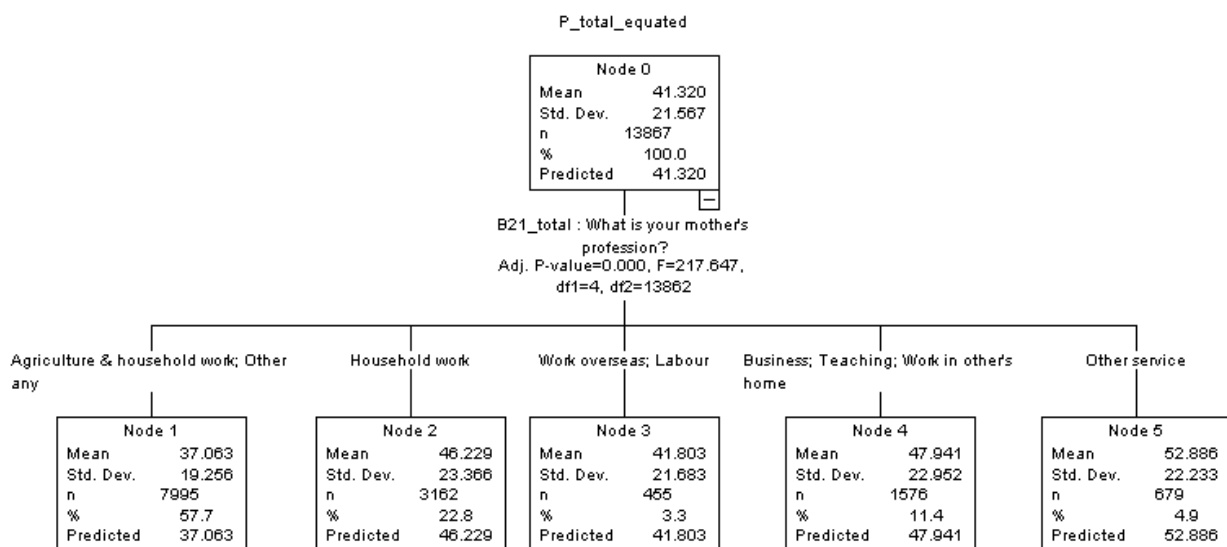 P_total_equated
Node 0
Mean 41.320
Std. Dev. 21.567
n 13867
% 100.0
Predicted 41.320
B21_total : What is your mother's
profession?
Adj. P-value=0.000, F=217.647,
df1=4, df2=13862
Agriculture & household work; Other
any
Node 1
Mean 37.063
Std. Dev. 19.256
n 7995
% 57.7
Predicted 37.063
Household work
Node 2
Mean 46.229
Std. Dev. 23.366
n 3162
% 22.8
Predicted 46.229
Work overseas; Labour
Node 3
Mean 41.803
Std. Dev. 21.683
n 455
% 3.3
Predicted 41.803
Business; Teaching; Work in other's
home
Node 4
Mean 47.941
Std. Dev. 22.952
n 1576
% 11.4
Predicted 47.941
Other service
Node 5
Mean 52.886
Std. Dev. 22.233
n 679
% 4.9
Predicted 52.886